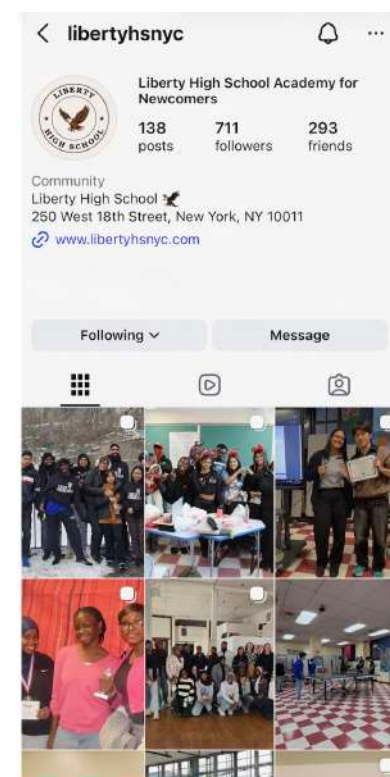 libertyhsnyc
LIBERTY
HIGH SCHOOL
Liberty High School Academy for
Newcomers
138 711 293
posts followers friends
Community
Liberty High School
250 West 18th Street, New York, NY 10011
www.libertyhsnyc.com
Following Message